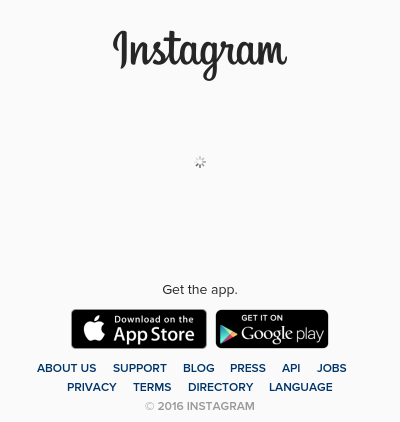 Instagram
Get the app.
Download on the
App Store
GET IT ON
Google play
ABOUT US SUPPORT BLOG PRESS API JOBS
PRIVACY TERMS DIRECTORY LANGUAGE
© 2016 INSTAGRAM